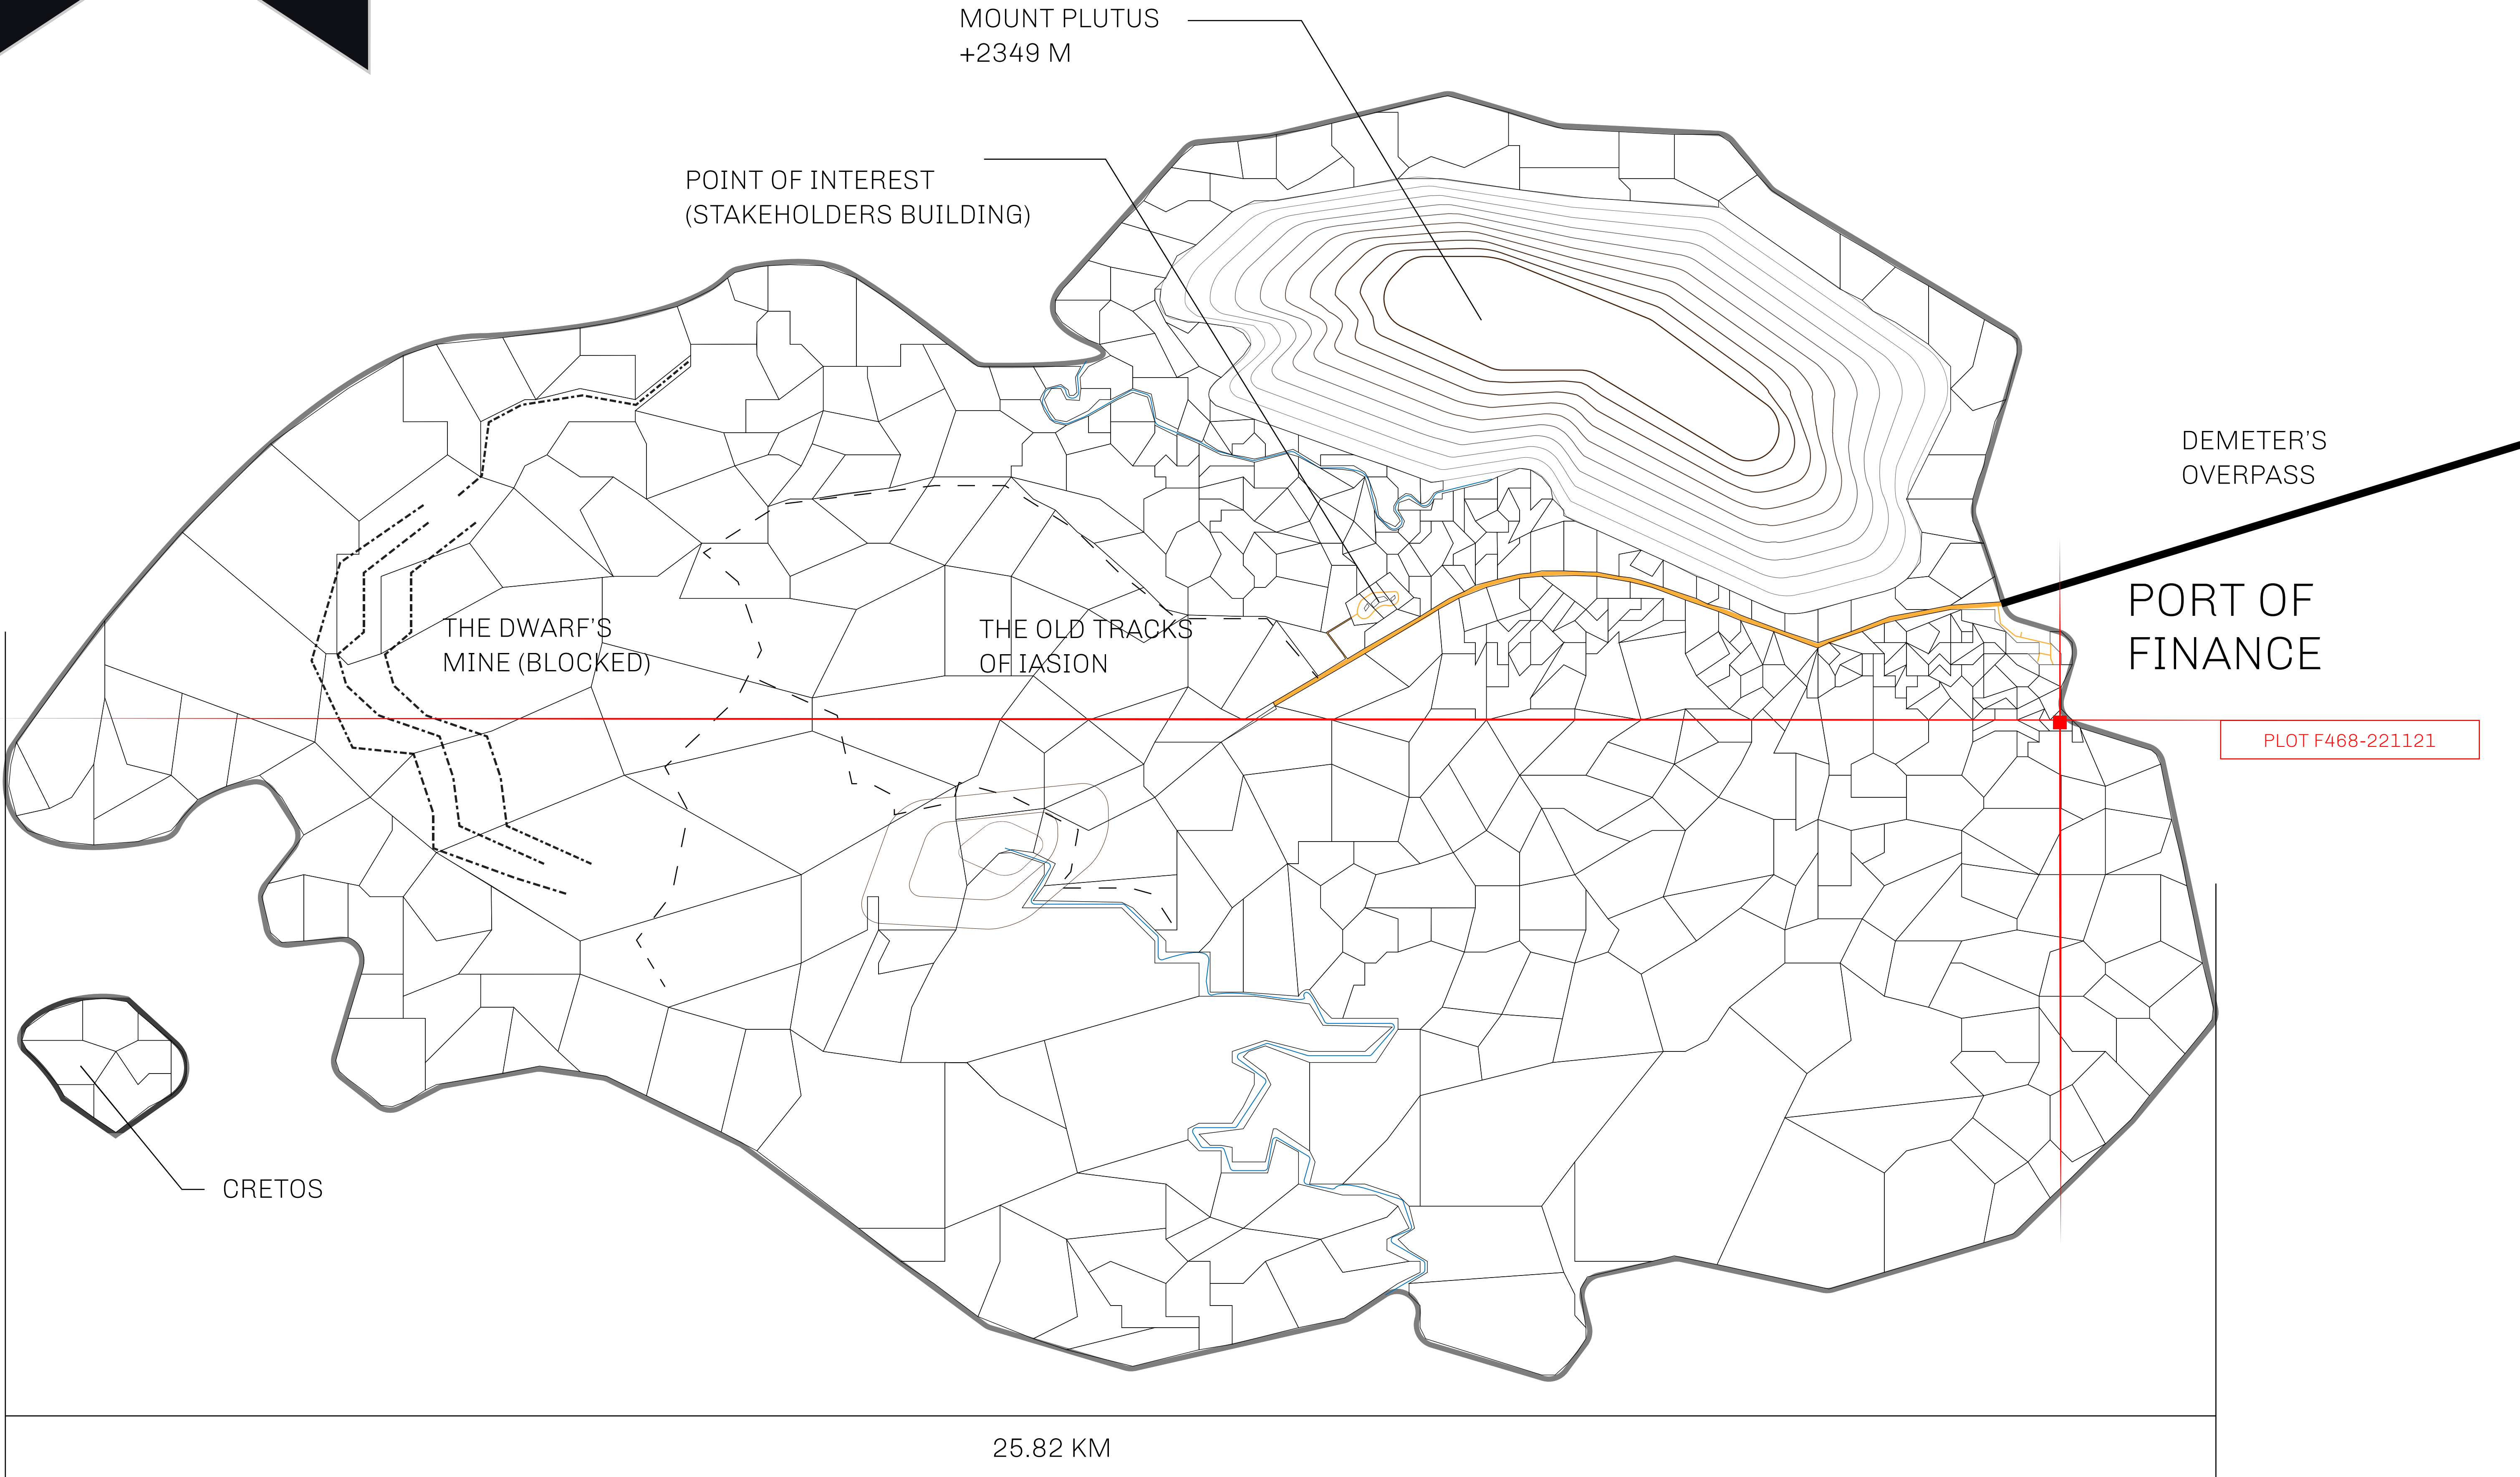 MOUNT PLUTUS
+2349 M
POINT OF INTEREST
(STAKEHOLDERS BUILDING)
DEMETER'S
OVERPASS
PORT OF
FINANCE
THE DWARF'S
MINE (BLOCKED)
THE OLD TRACKS
OF IASION
PLOT F468-221121
CRETOS
25.82 KM